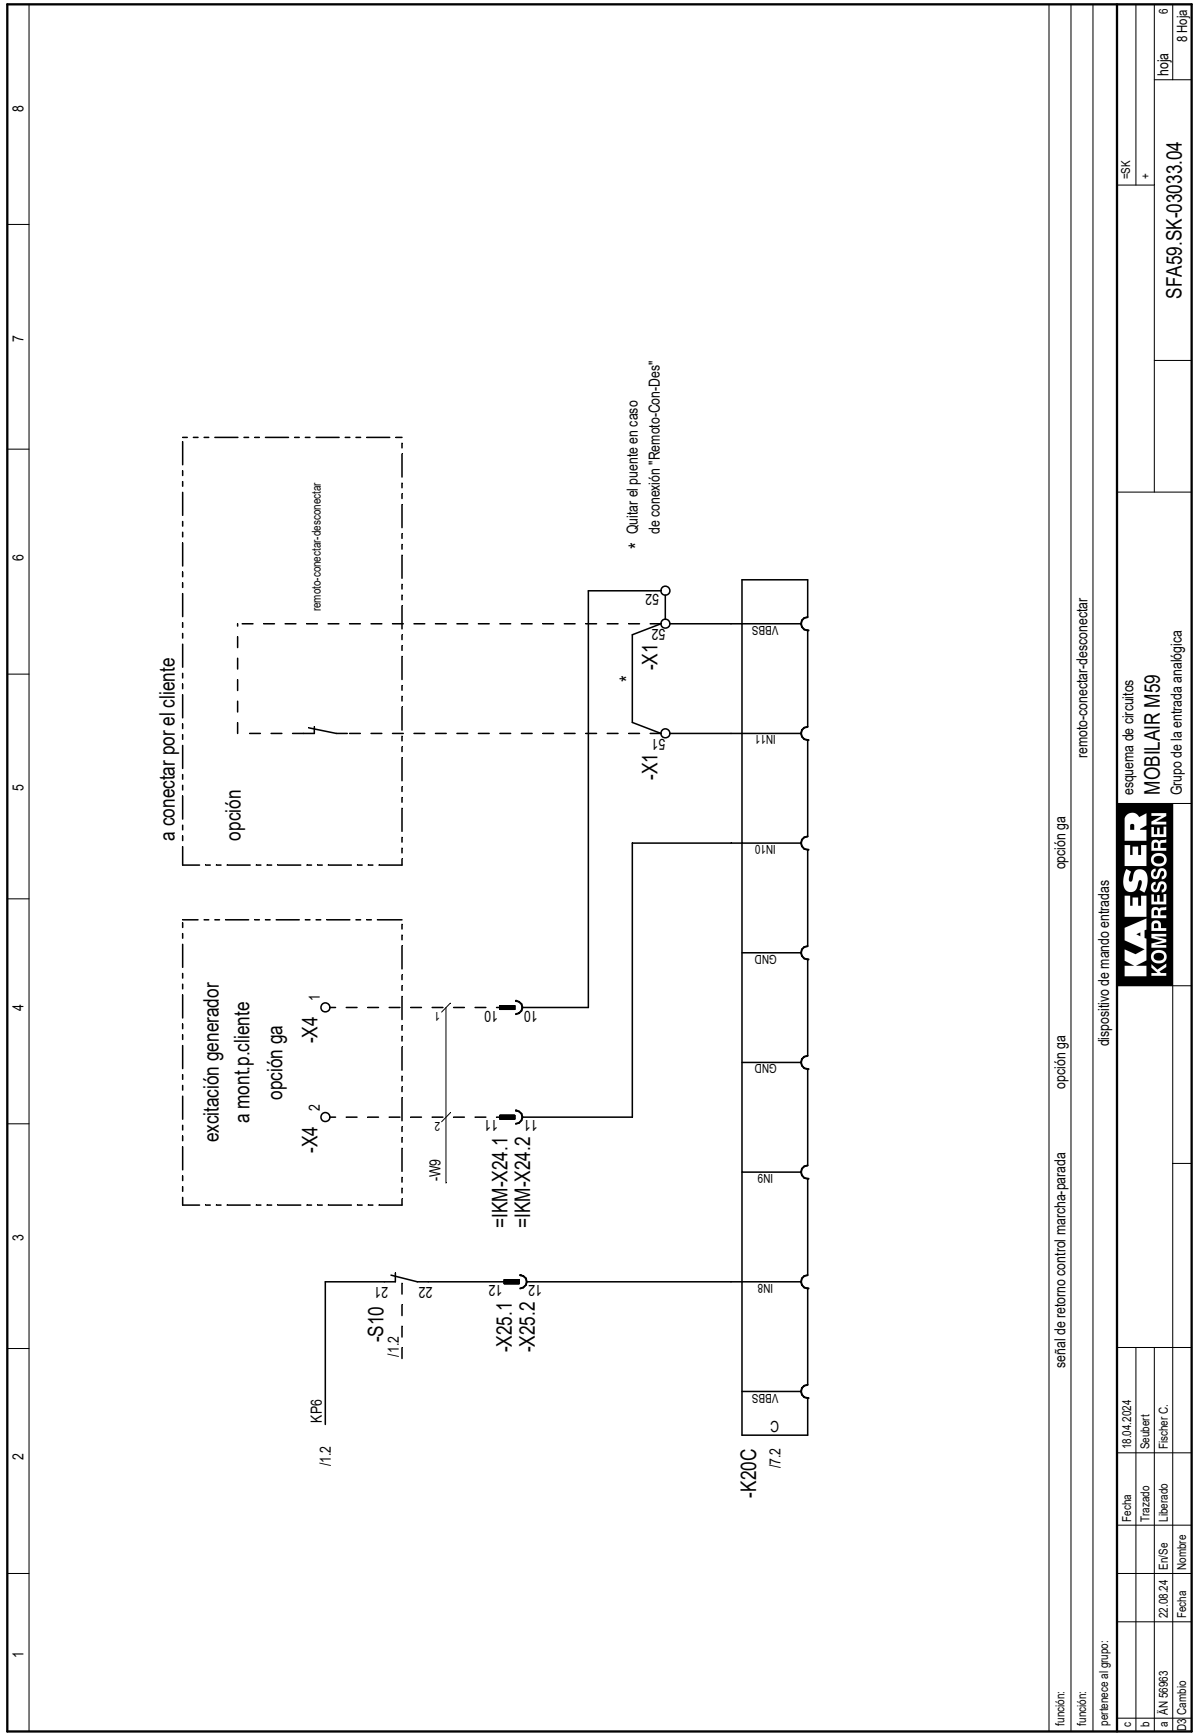 1
2
3
4
5
6
7
8
a conectar por el cliente
opción
remoto-conectar-desconectar
excitación generador
a mont.p.cliente
opción ga
-X4
2
-X4
1
KP6
/1.2
-S10
/1.2
21
22
-W9
2
1
12
12
-X25.1
-X25.2
11
11
10
10
=IKM-X24.1
=IKM-X24.2
-X1
51
-X1
52
52
*
* Quitar el puente en caso
de conexión "Remoto-Con-Des"
-K20C
/7.2
C
VBBS
IN8
IN9
GND
GND
IN10
IN11
VBBS
función:
señal de retorno control marcha-parada
opción ga
opción ga
función:
remoto-conectar-desconectar
pertenece al grupo:
dispositivo de mando entradas
c
Fecha
18.04.2024
b
Trazado
Seubert
a
ÄN 56963
22.08.24
En/Se
Liberado
Fischer C.
D3
Cambio
Fecha
Nombre
KAESER
KOMPRESSOREN
esquema de circuitos
MOBILAIR M59
Grupo de la entrada analógica
=SK
+
SFA59.SK-03033.04
hoja
6
8 Hoja